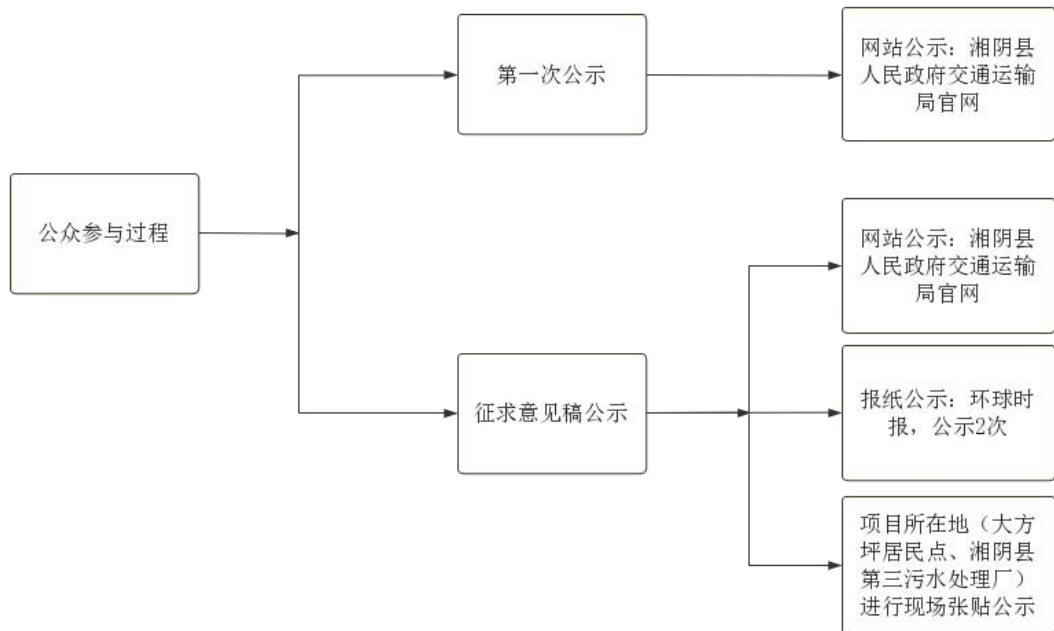 第一次公示
网站公示：湘阴县
人民政府交通运输
局官网
公众参与过程
网站公示：湘阴县
人民政府交通运输
局官网
征求意见稿公示
报纸公示：环球时
报，公示2次
项目所在地（大方
坪居民点、湘阴县
第三污水处理厂）
进行现场张贴公示